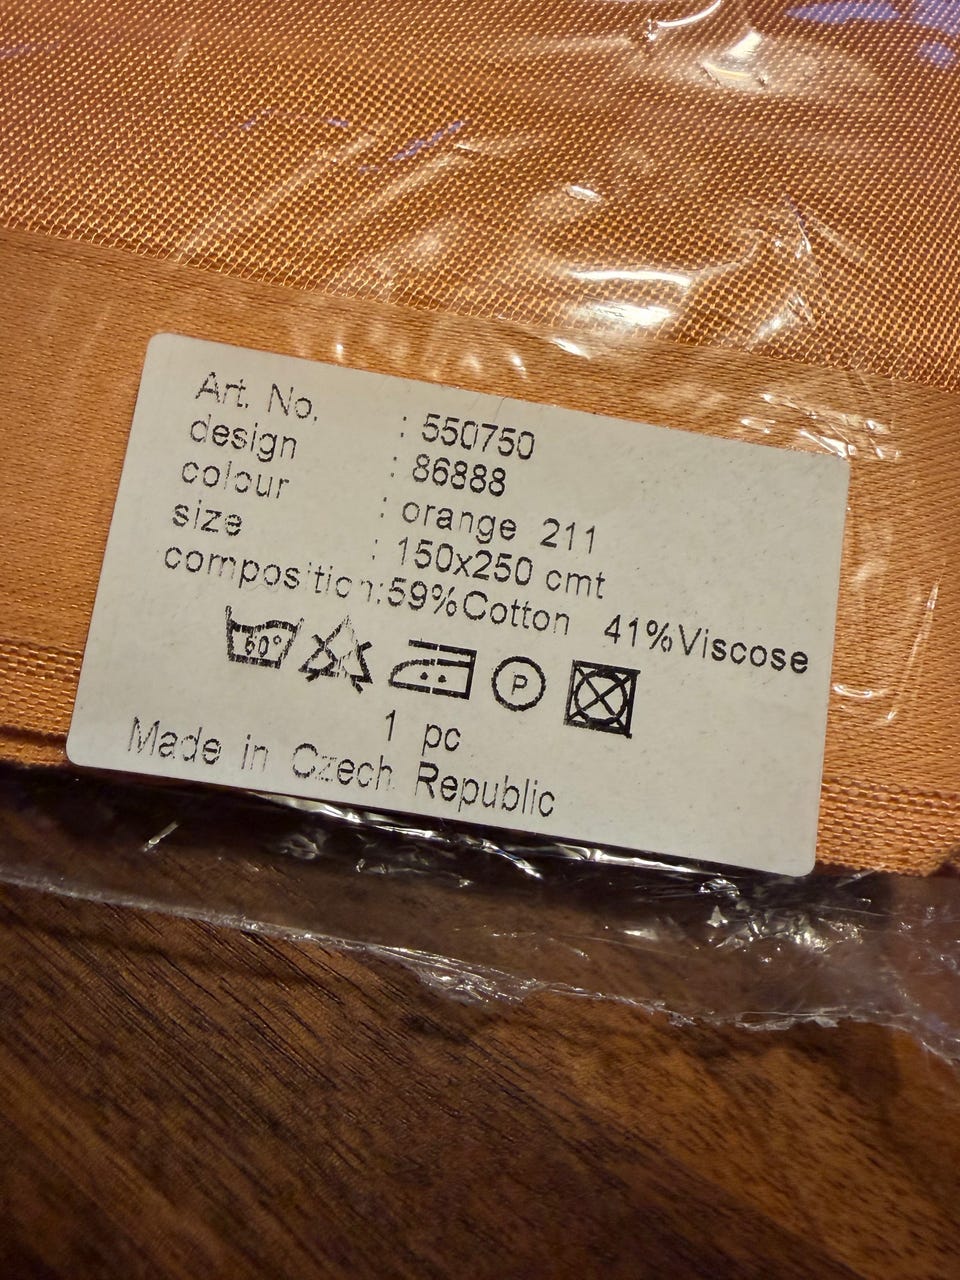 Art. No. : 550750
design : 86888
colour : orange 211
size : 150x250 cmt
composition:59%Cotton 41%Viscose
60° P
1 pc
Made in Czech Republic